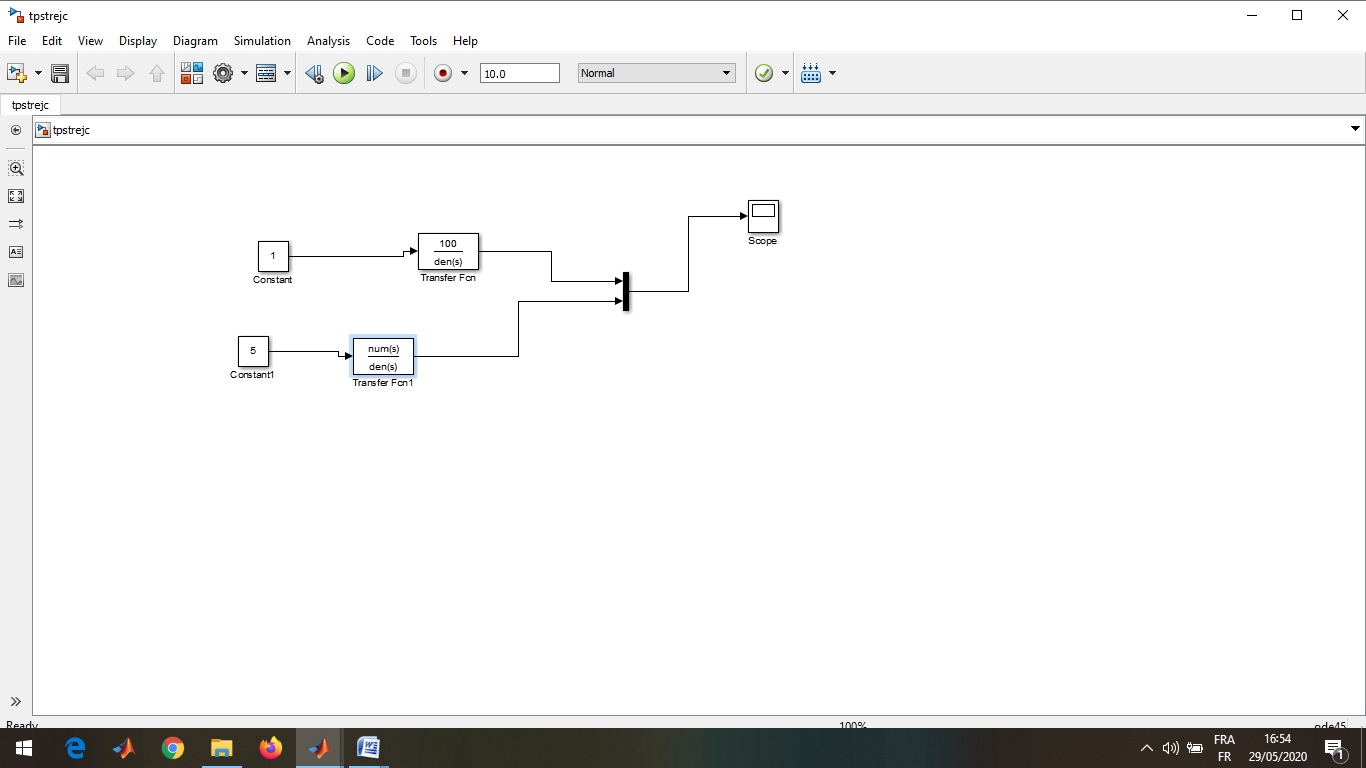 tpstrejc
File Edit View Display Diagram Simulation Analysis Code Tools Help
10.0 Normal
tpstrejc
tpstrejc
Scope
1
Constant
100
den(s)
Transfer Fcn
5
Constant1
num(s)
den(s)
Transfer Fcn1
Ready 100% ode45
FRA
FR
16:54
29/05/2020
1